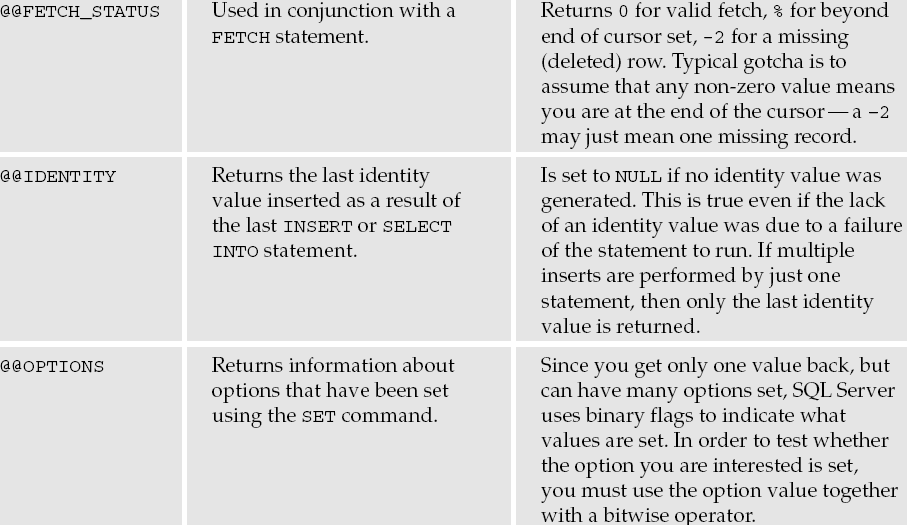 @@FETCH_STATUS
Used in conjunction with a
FETCH statement.
Returns 0 for valid fetch, % for beyond
end of cursor set, –2 for a missing
(deleted) row. Typical gotcha is to
assume that any non-zero value means
you are at the end of the cursor — a –2
may just mean one missing record.
@@IDENTITY
Returns the last identity
value inserted as a result of
the last INSERT or SELECT
INTO statement.
Is set to NULL if no identity value was
generated. This is true even if the lack
of an identity value was due to a failure
of the statement to run. If multiple
inserts are performed by just one
statement, then only the last identity
value is returned.
@@OPTIONS
Returns information about
options that have been set
using the SET command.
Since you get only one value back, but
can have many options set, SQL Server
uses binary flags to indicate what
values are set. In order to test whether
the option you are interested is set,
you must use the option value together
with a bitwise operator.